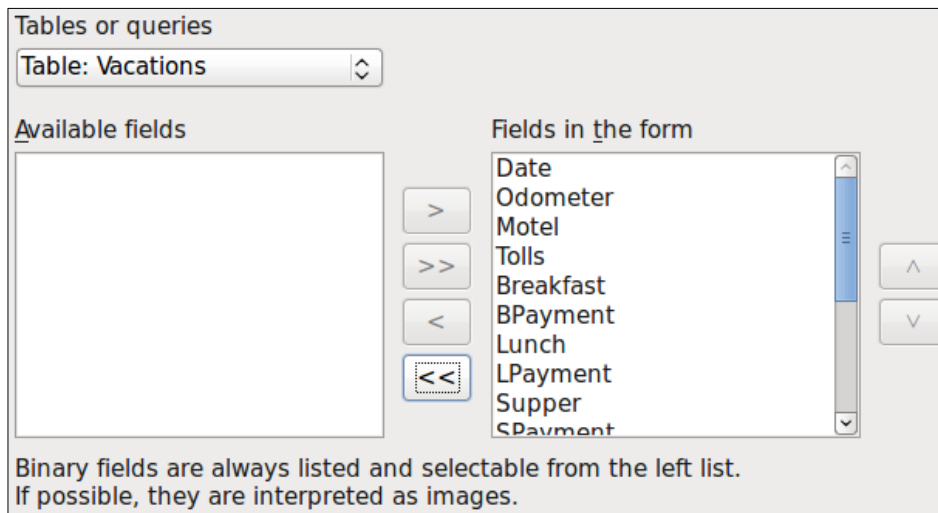 Tables or queries
Table: Vacations
Available fields
Fields in the form
Date
Odometer
Motel
Tolls
Breakfast
BPayment
Lunch
LPayment
Supper
SPayment
>
>>
<
<<
Binary fields are always listed and selectable from the left list.
If possible, they are interpreted as images.